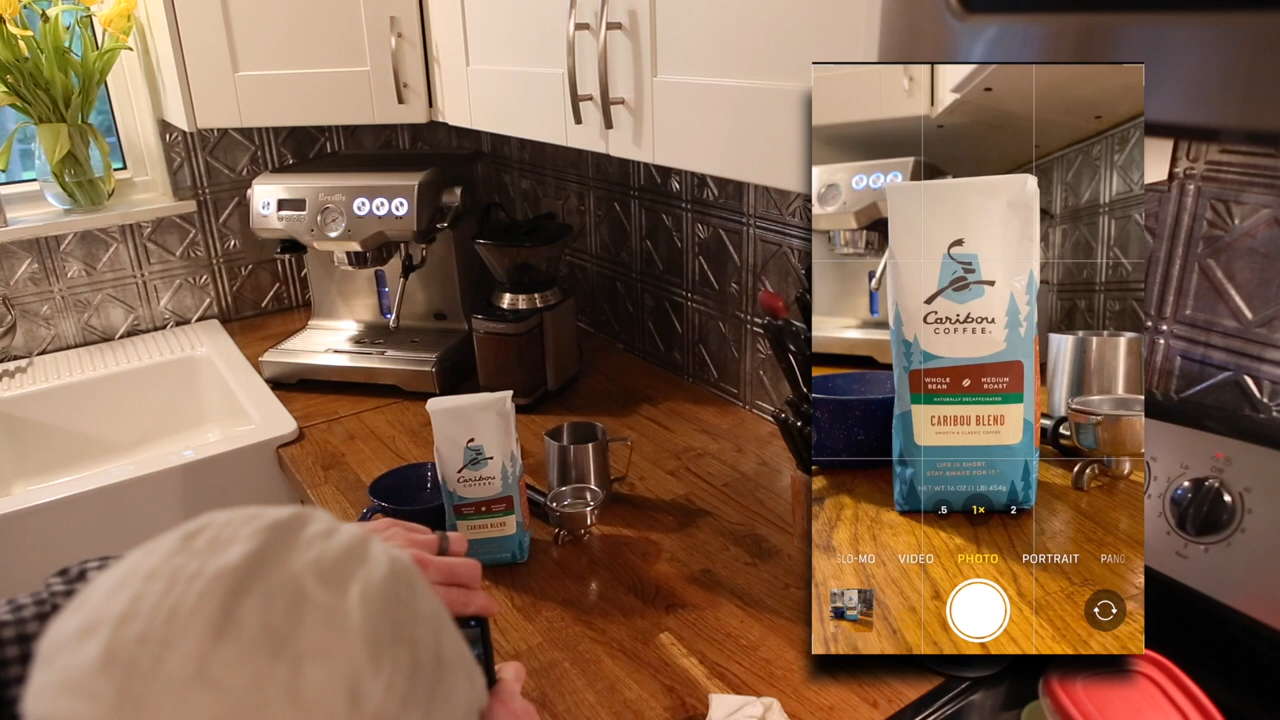 Breville
Caribou
COFFEE
CARIBOU BLEND
Caribou
COFFEE®
WHOLE BEAN
MEDIUM ROAST
NATURALLY DECAFFEINATED
CARIBOU BLEND
SMOOTH & CLASSIC COFFEE
LIFE IS SHORT.
STAY AWAKE FOR IT.®
NET WT 16 OZ (1 LB) 454g
.5 1× 2
SLO-MO VIDEO PHOTO PORTRAIT PANO
Lo
Off